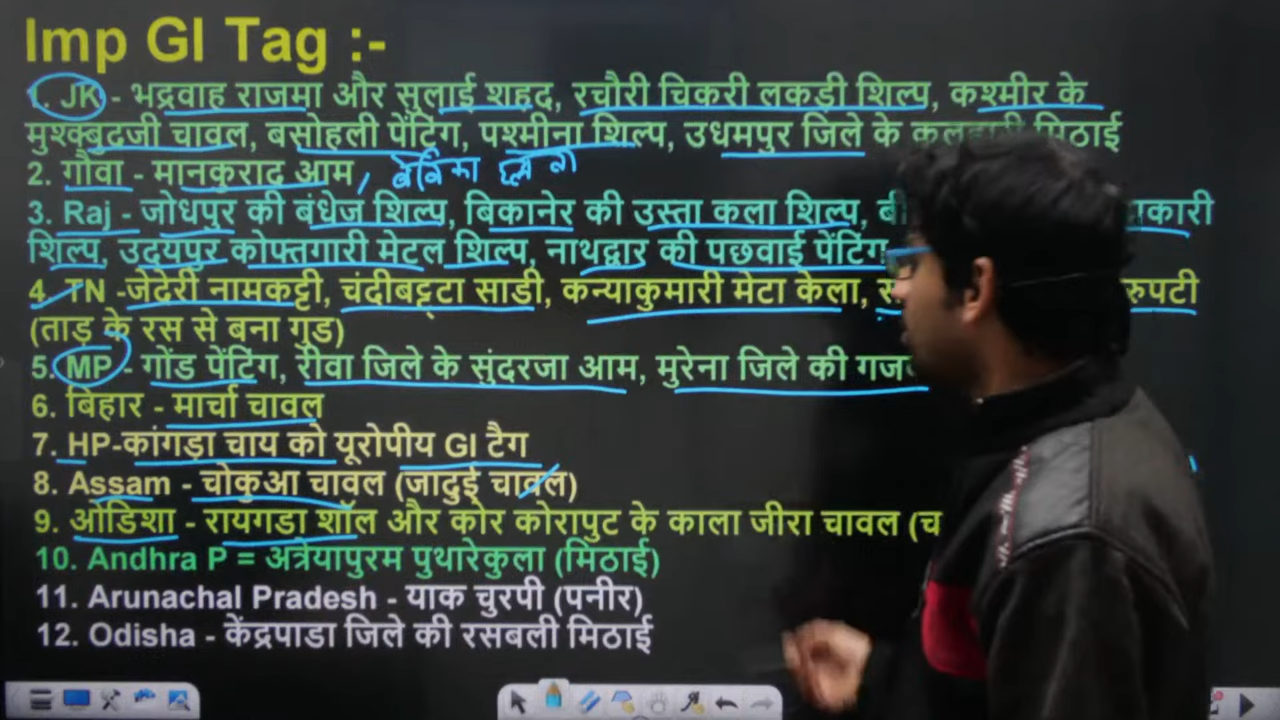 Imp GI Tag :-
1. JK - भद्रवाह राजमा और सुलाई शहद, रचौरी चिकरी लकड़ी शिल्प, कश्मीर के
मुश्क्बुदजी चावल, बसोहली पेंटिंग, पश्मीना शिल्प, उधमपुर जिले के कलहारी मिठाई
2. गौवा - मानकुराद आम,
3. Raj - जोधपुर की बंधेज शिल्प, बिकानेर की उस्ता कला शिल्प,
शिल्प, उदयपुर कोफ्तगारी मेटल शिल्प, नाथद्वार की पछवाई पेंटिंग
4. TN -जेदेरी नामकट्टी, चंदीबट्टटा साडी, कन्याकुमारी मेटा केला,
(ताड़ के रस से बना गुड)
5. MP - गोंड पेंटिंग, रीवा जिले के सुंदरजा आम, मुरेना जिले की
6. बिहार - मार्चा चावल
7. HP-कांगड़ा चाय को यूरोपीय GI टैग
8. Assam - चोकुआ चावल (जादुई चावल)
9. ओडिशा - रायगडा शॉल और कोर कोरापुट के काला जीरा चावल
10. Andhra P = अत्रेयापुरम पुथारेकुला (मिठाई)
11. Arunachal Pradesh - याक चुरपी (पनीर)
12. Odisha - केंद्रपाडा जिले की रसबली मिठाई